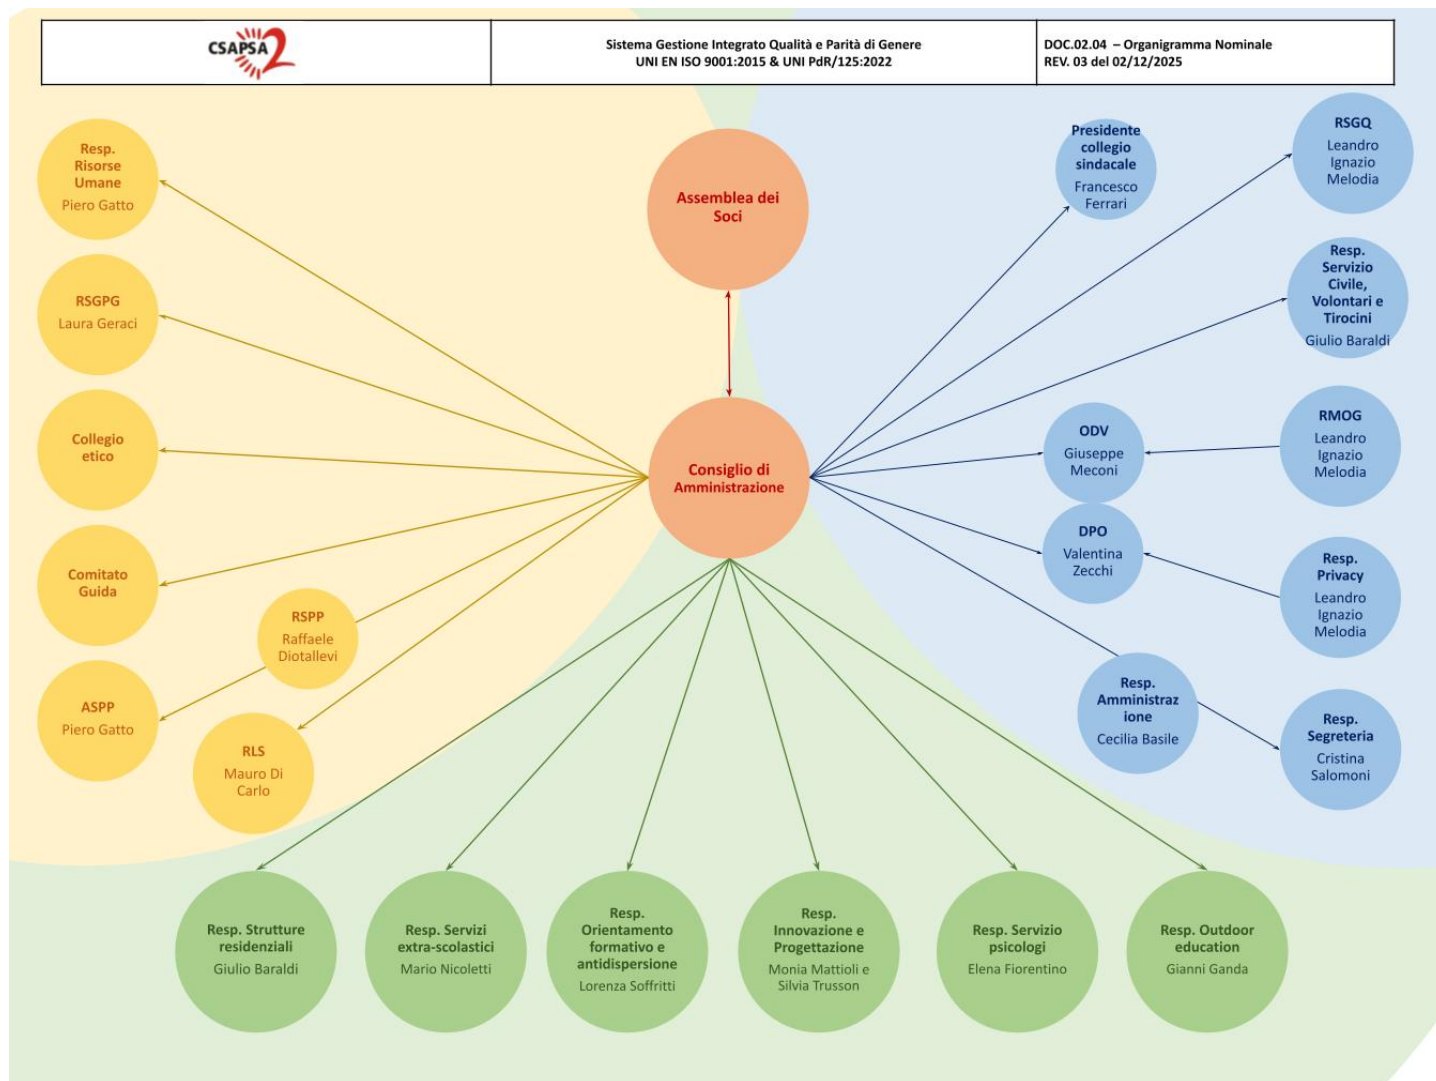 CSAPSA2
Sistema Gestione Integrato Qualità e Parità di Genere
UNI EN ISO 9001:2015 & UNI PdR/125:2022
DOC.02.04 – Organigramma Nominale
REV. 03 del 02/12/2025
Resp.
Risorse
Umane
Piero Gatto
RSGPG
Laura Geraci
Collegio
etico
Comitato
Guida
RSPP
Raffaele
Diotallevi
ASPP
Piero Gatto
RLS
Mauro Di
Carlo
Assemblea dei
Soci
Consiglio di
Amministrazione
Presidente
collegio
sindacale
Francesco
Ferrari
RSGQ
Leandro
Ignazio
Melodia
Resp.
Servizio
Civile,
Volontari e
Tirocini
Giulio Baraldi
ODV
Giuseppe
Meconi
RMOG
Leandro
Ignazio
Melodia
DPO
Valentina
Zecchi
Resp.
Privacy
Leandro
Ignazio
Melodia
Resp.
Amministraz
ione
Cecilia Basile
Resp.
Segreteria
Cristina
Salomoni
Resp. Strutture
residenziali
Giulio Baraldi
Resp. Servizi
extra-scolastici
Mario Nicoletti
Resp.
Orientamento
formativo e
antidispersione
Lorenza Soffritti
Resp.
Innovazione e
Progettazione
Monia Mattioli e
Silvia Trusson
Resp. Servizio
psicologi
Elena Fiorentino
Resp. Outdoor
education
Gianni Ganda